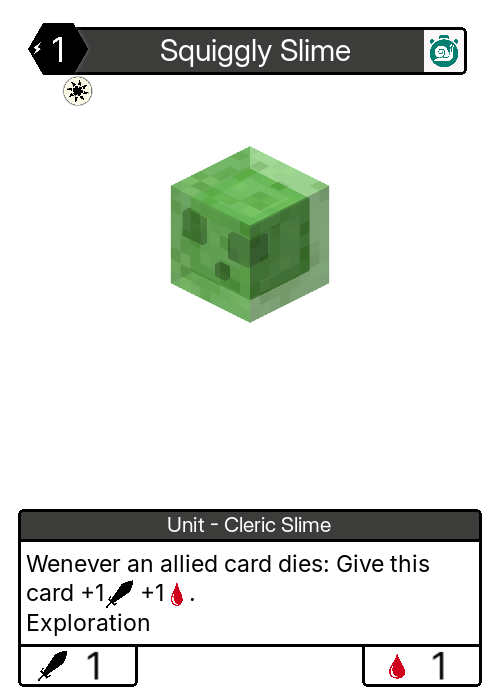 1 Squiggly Slime
Unit - Cleric Slime
Wenever an allied card dies: Give this
card +1 +1 .
Exploration
1 1